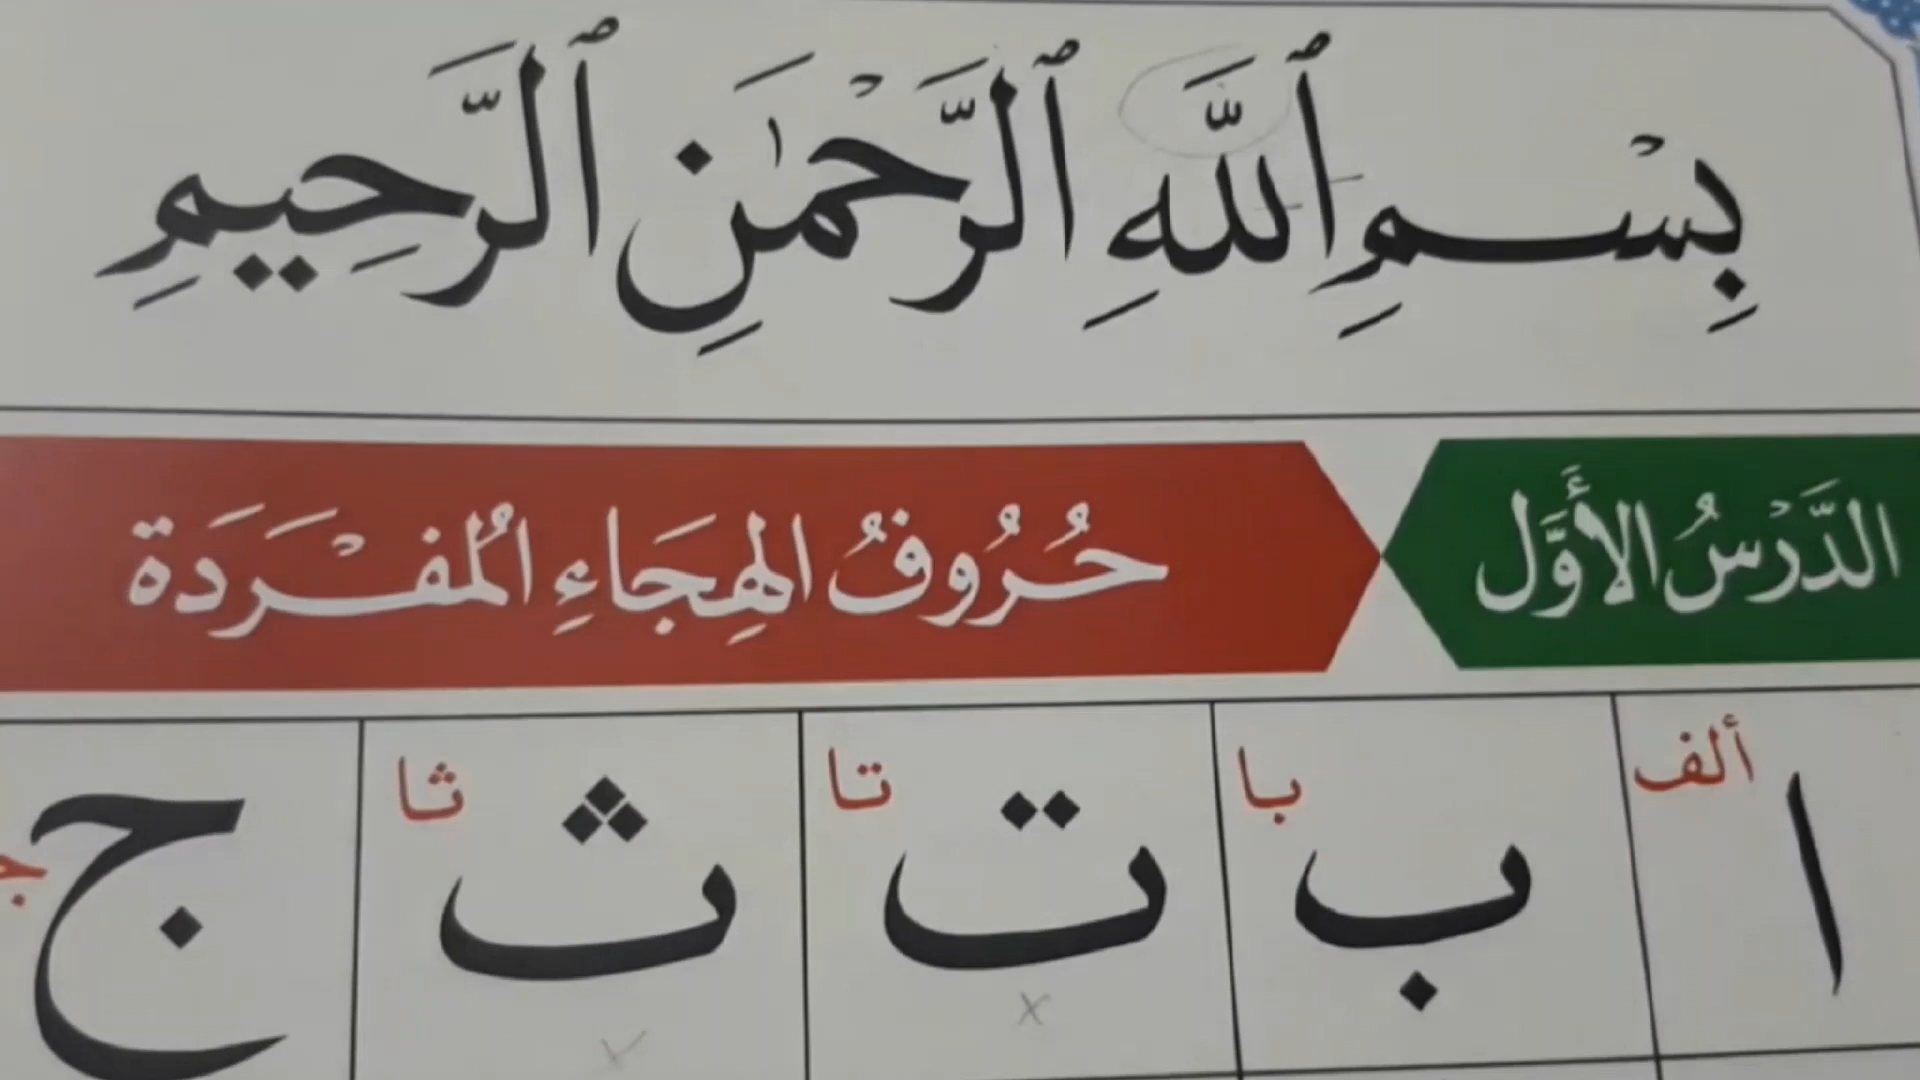 بِسْمِ ٱللَّهِ ٱلرَّحْمَٰنِ ٱلرَّحِيمِ
الدَّرْسُ الأَوَّل حُرُوفُ الهِجَاءِ المُفْرَدَة
ألف با تا ثا
ا ب ت ث ج